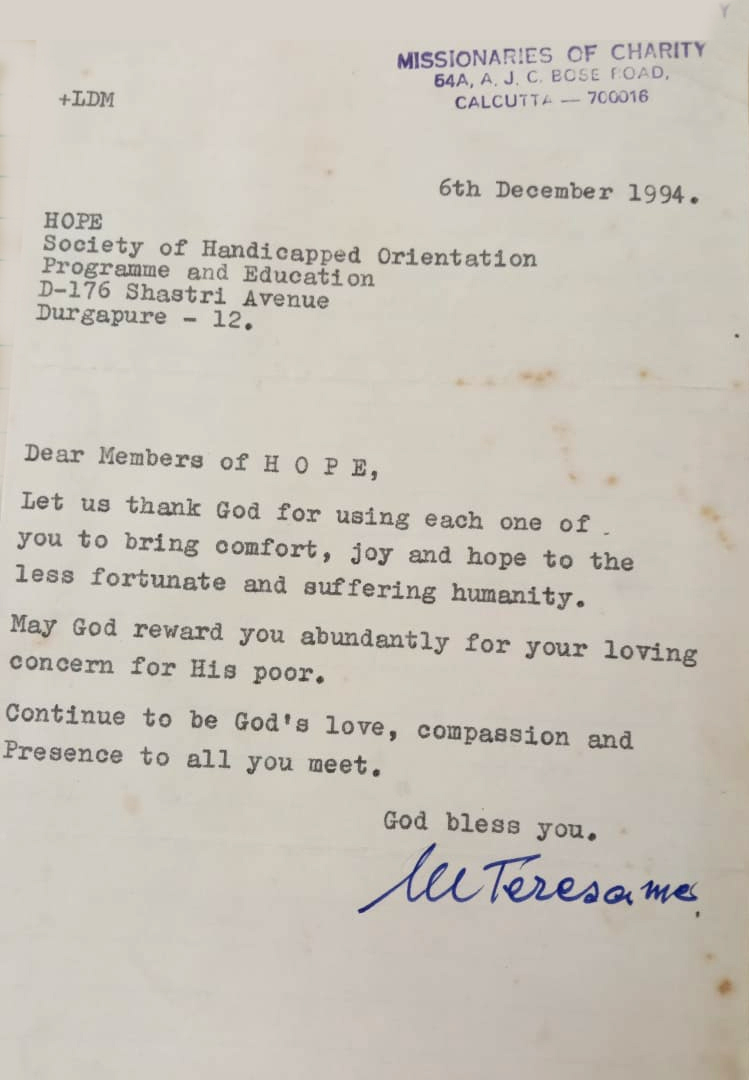 MISSIONARIES OF CHARITY
54A, A. J. C. BOSE ROAD,
CALCUTTA — 700016
+LDM
6th December 1994.
HOPE
Society of Handicapped Orientation
Programme and Education
D-176 Shastri Avenue
Durgapure - 12.
Dear Members of H O P E,
Let us thank God for using each one of
you to bring comfort, joy and hope to the
less fortunate and suffering humanity.
May God reward you abundantly for your loving
concern for His poor.
Continue to be God's love, compassion and
Presence to all you meet.
God bless you.
M Teresa mc